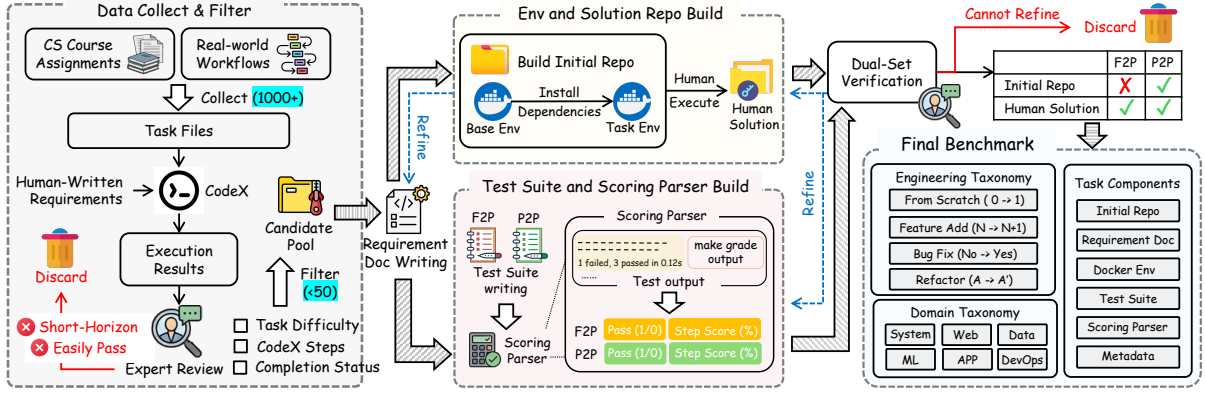 Data Collect & Filter
CS Course
Assignments
Real-world
Workflows
Collect (1000+)
Task Files
Human-Written
Requirements
CodeX
Execution
Results
Discard
Short-Horizon
Easily Pass
Expert Review
Candidate
Pool
Filter
(<50)
Task Difficulty
CodeX Steps
Completion Status
Requirement
Doc Writing
Refine
Env and Solution Repo Build
Build Initial Repo
Install
Dependencies
Base Env
Task Env
Human
Execute
Human
Solution
Test Suite and Scoring Parser Build
F2P
P2P
Test Suite
writing
Scoring
Parser
Scoring Parser
1 failed, 3 passed in 0.12s
......
make grade
output
Test output
F2P
Pass (1/0)
Step Score (%)
P2P
Pass (1/0)
Step Score (%)
Refine
Dual-Set
Verification
Cannot Refine
Discard
F2P
P2P
Initial Repo
✗
✓
Human Solution
✓
✓
Final Benchmark
Engineering Taxonomy
From Scratch ( 0 -> 1)
Feature Add (N -> N+1)
Bug Fix (No -> Yes)
Refactor (A -> A')
Domain Taxonomy
System
Web
Data
ML
APP
DevOps
Task Components
Initial Repo
Requirement Doc
Docker Env
Test Suite
Scoring Parser
Metadata